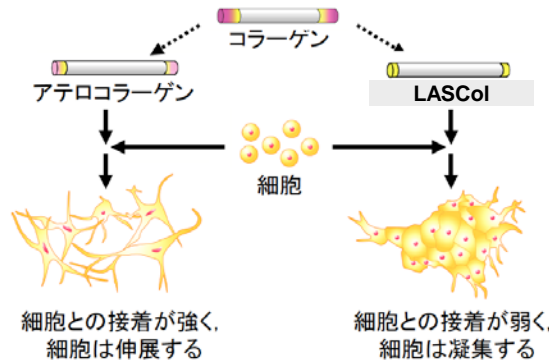 コラーゲン
アテロコラーゲン
LASCol
細胞
細胞との接着が強く,
細胞は伸展する
細胞との接着が弱く,
細胞は凝集する